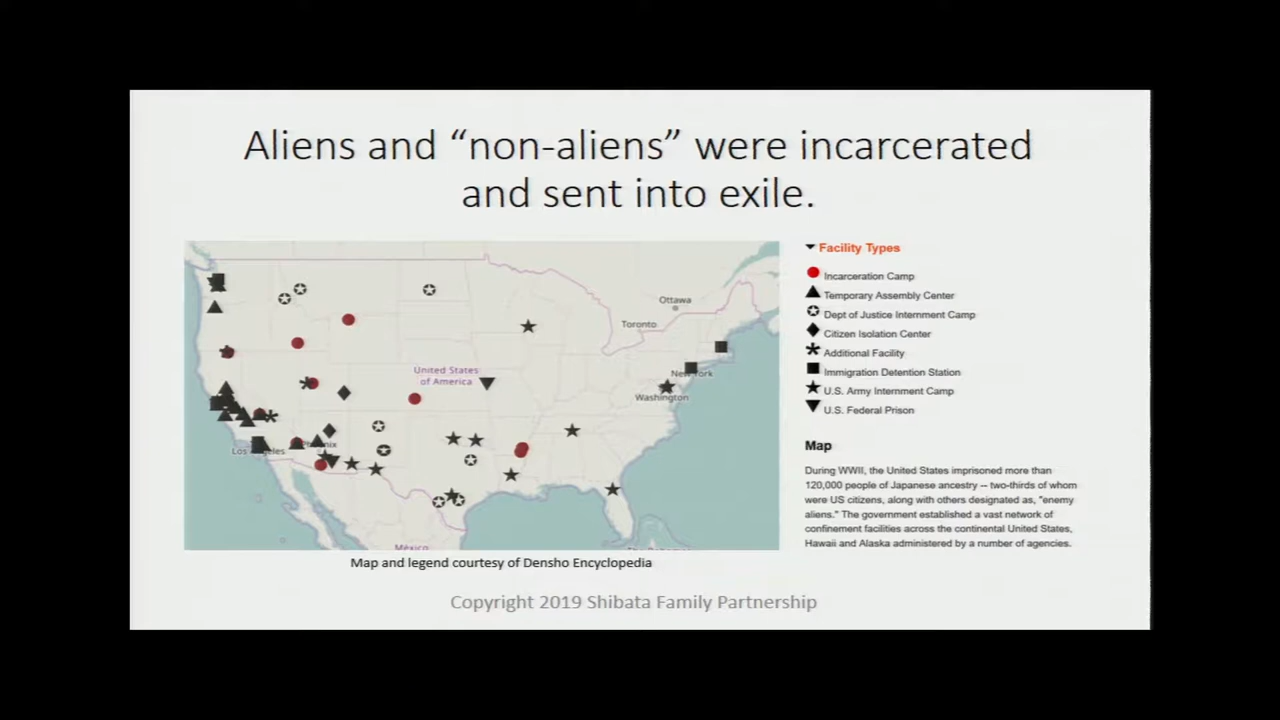 Aliens and “non-aliens” were incarcerated
and sent into exile.
Ottawa
Toronto
United States
of America
New York
Washington
Los Angeles
México
Facility Types
Incarceration Camp
Temporary Assembly Center
Dept of Justice Internment Camp
Citizen Isolation Center
Additional Facility
Immigration Detention Station
U.S. Army Internment Camp
U.S. Federal Prison
Map
During WWII, the United States imprisoned more than
120,000 people of Japanese ancestry -- two-thirds of whom
were US citizens, along with others designated as, "enemy
aliens." The government established a vast network of
confinement facilities across the continental United States,
Hawaii and Alaska administered by a number of agencies.
Map and legend courtesy of Densho Encyclopedia
Copyright 2019 Shibata Family Partnership